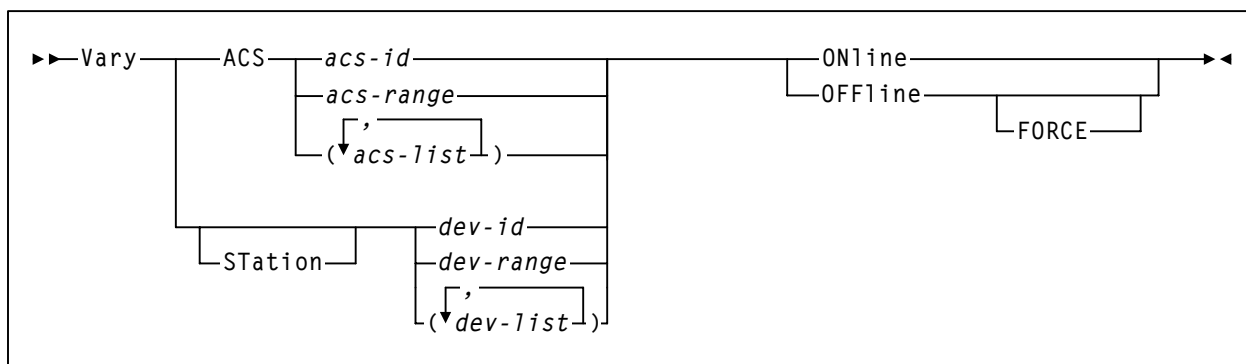 Vary ACS acs-id ONline
acs-range OFFline
, FORCE
( acs-list )
dev-id
STation dev-range
,
( dev-list )